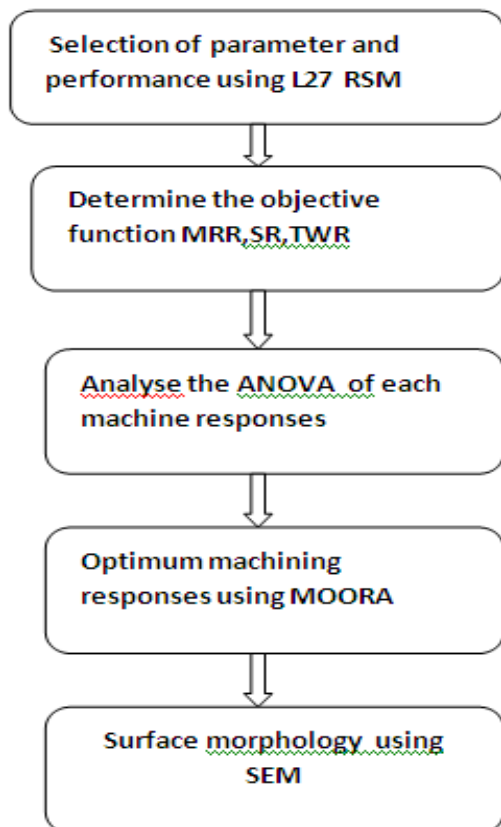 Selection of parameter and
performance using L27 RSM
Determine the objective
function MRR,SR,TWR
Analyse the ANOVA of each
machine responses
Optimum machining
responses using MOORA
Surface morphology using
SEM